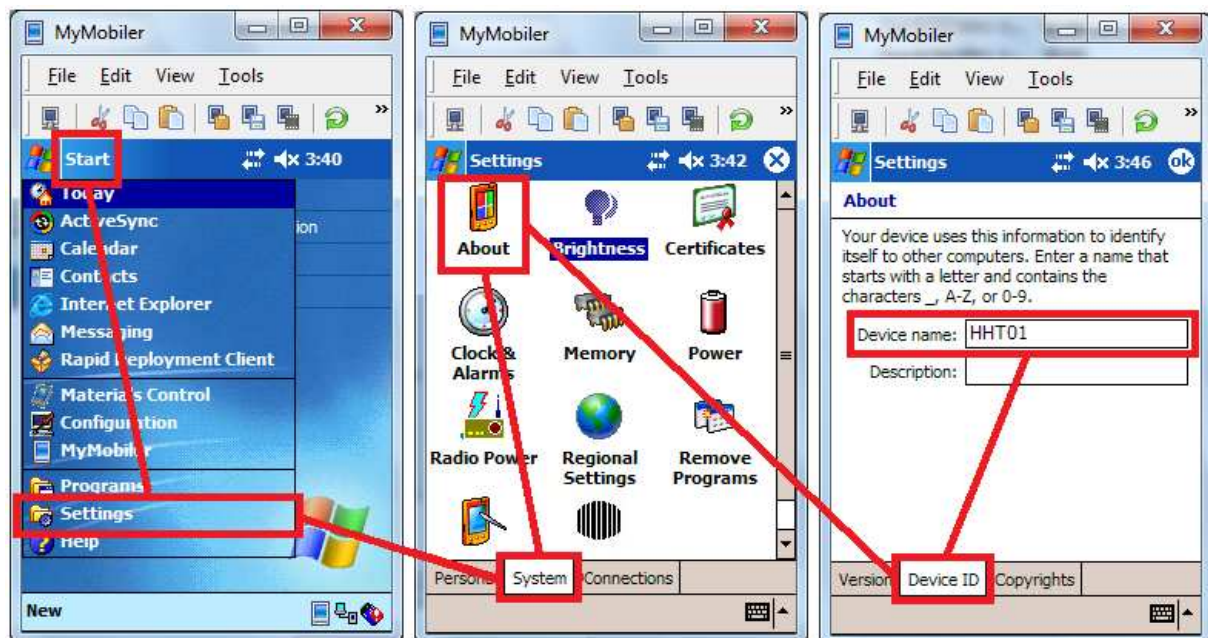 MyMobiler
File Edit View Tools
»
Start 3:40
Today
ActiveSync
ion
Calendar
Contacts
Internet Explorer
Messaging
Rapid Deployment Client
Materials Control
Configuration
MyMobiler
Programs
Settings
Help
New
MyMobiler
File Edit View Tools
»
Settings 3:42
About Brightness Certificates
Clock & Memory Power
Alarms
Radio Power Regional Remove
Settings Programs
System Connections
MyMobiler
File Edit View Tools
»
Settings 3:46 ok
About
Your device uses this information to identify
itself to other computers. Enter a name that
starts with a letter and contains the
characters _, A-Z, or 0-9.
Device name: HHT01
Description:
Version Device ID Copyrights